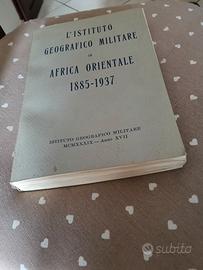 L'ISTITUTO
GEOGRAFICO MILITARE
IN
AFRICA ORIENTALE
1885-1937
ISTITUTO GEOGRAFICO MILITARE
MCMXXXIX - Anno XVII
subito